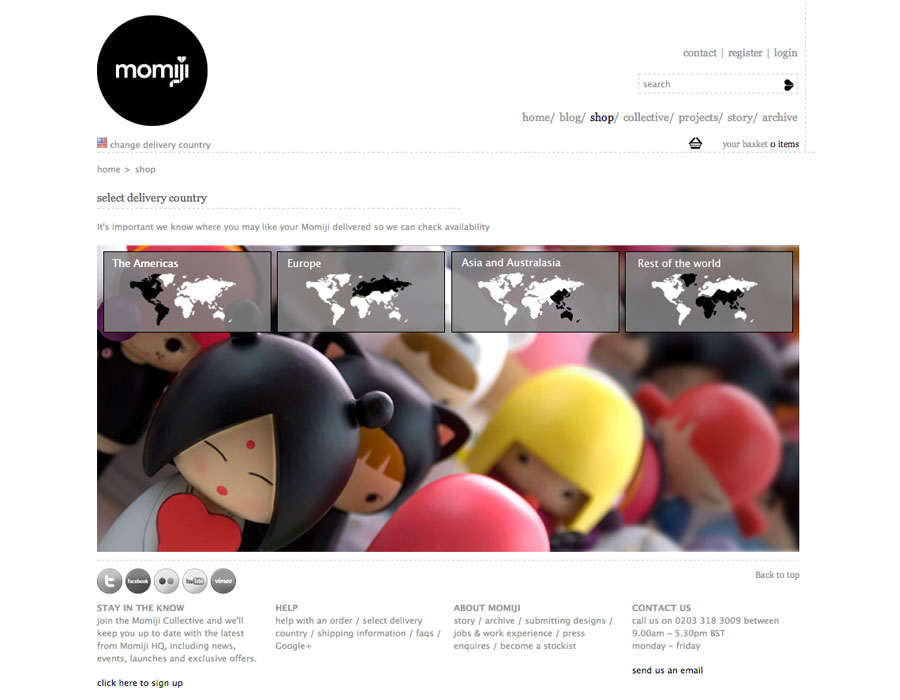 momiji
contact | register | login
search
home/ blog/ shop/ collective/ projects/ story/ archive
change delivery country
your basket 0 items
home > shop
select delivery country
It's important we know where you may like your Momiji delivered so we can check availability
The Americas
Europe
Asia and Australasia
Rest of the world
facebook
YouTube
vimeo
Back to top
STAY IN THE KNOW
join the Momiji Collective and we'll
keep you up to date with the latest
from Momiji HQ, including news,
events, launches and exclusive offers.
click here to sign up
HELP
help with an order / select delivery
country / shipping information / faqs /
Google+
ABOUT MOMIJI
story / archive / submitting designs /
jobs & work experience / press
enquires / become a stockist
CONTACT US
call us on 0203 318 3009 between
9.00am - 5.30pm BST
monday - friday
send us an email